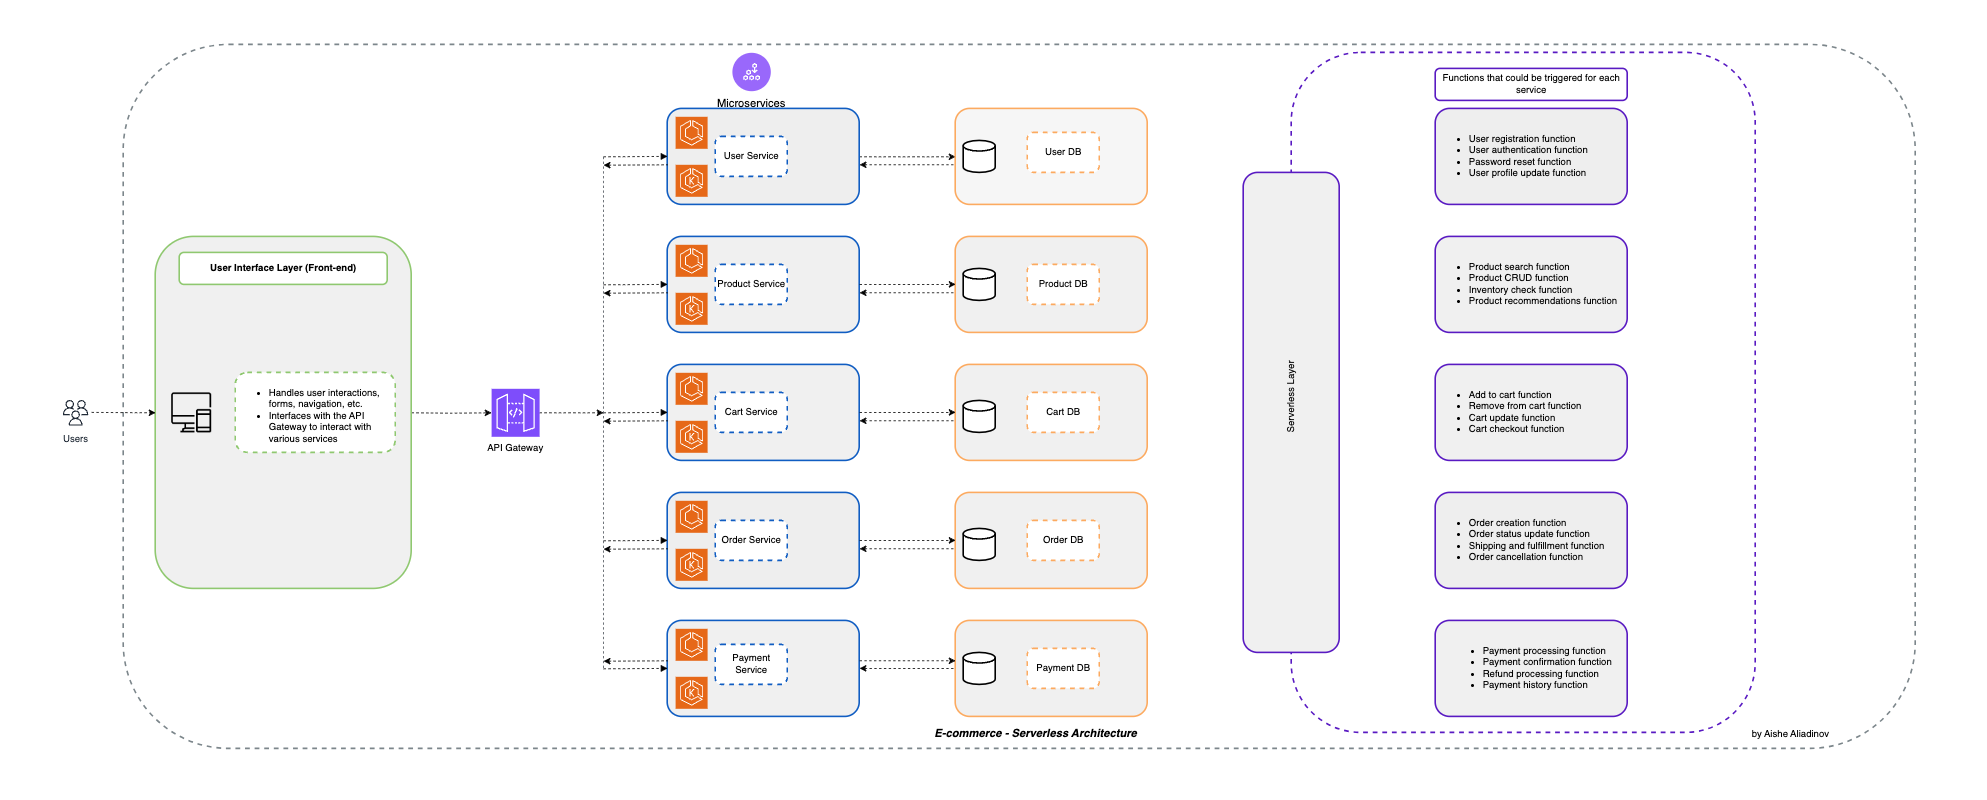 Microservices
Functions that could be triggered for each
service
User Service
User DB
• User registration function
• User authentication function
• Password reset function
• User profile update function
User Interface Layer (Front-end)
Product Service
Product DB
• Product search function
• Product CRUD function
• Inventory check function
• Product recommendations function
Users
• Handles user interactions,
forms, navigation, etc.
• Interfaces with the API
Gateway to interact with
various services
API Gateway
Cart Service
Cart DB
Serverless Layer
• Add to cart function
• Remove from cart function
• Cart update function
• Cart checkout function
Order Service
Order DB
• Order creation function
• Order status update function
• Shipping and fulfillment function
• Order cancellation function
Payment
Service
Payment DB
• Payment processing function
• Payment confirmation function
• Refund processing function
• Payment history function
E-commerce - Serverless Architecture
by Aishe Aliadinov